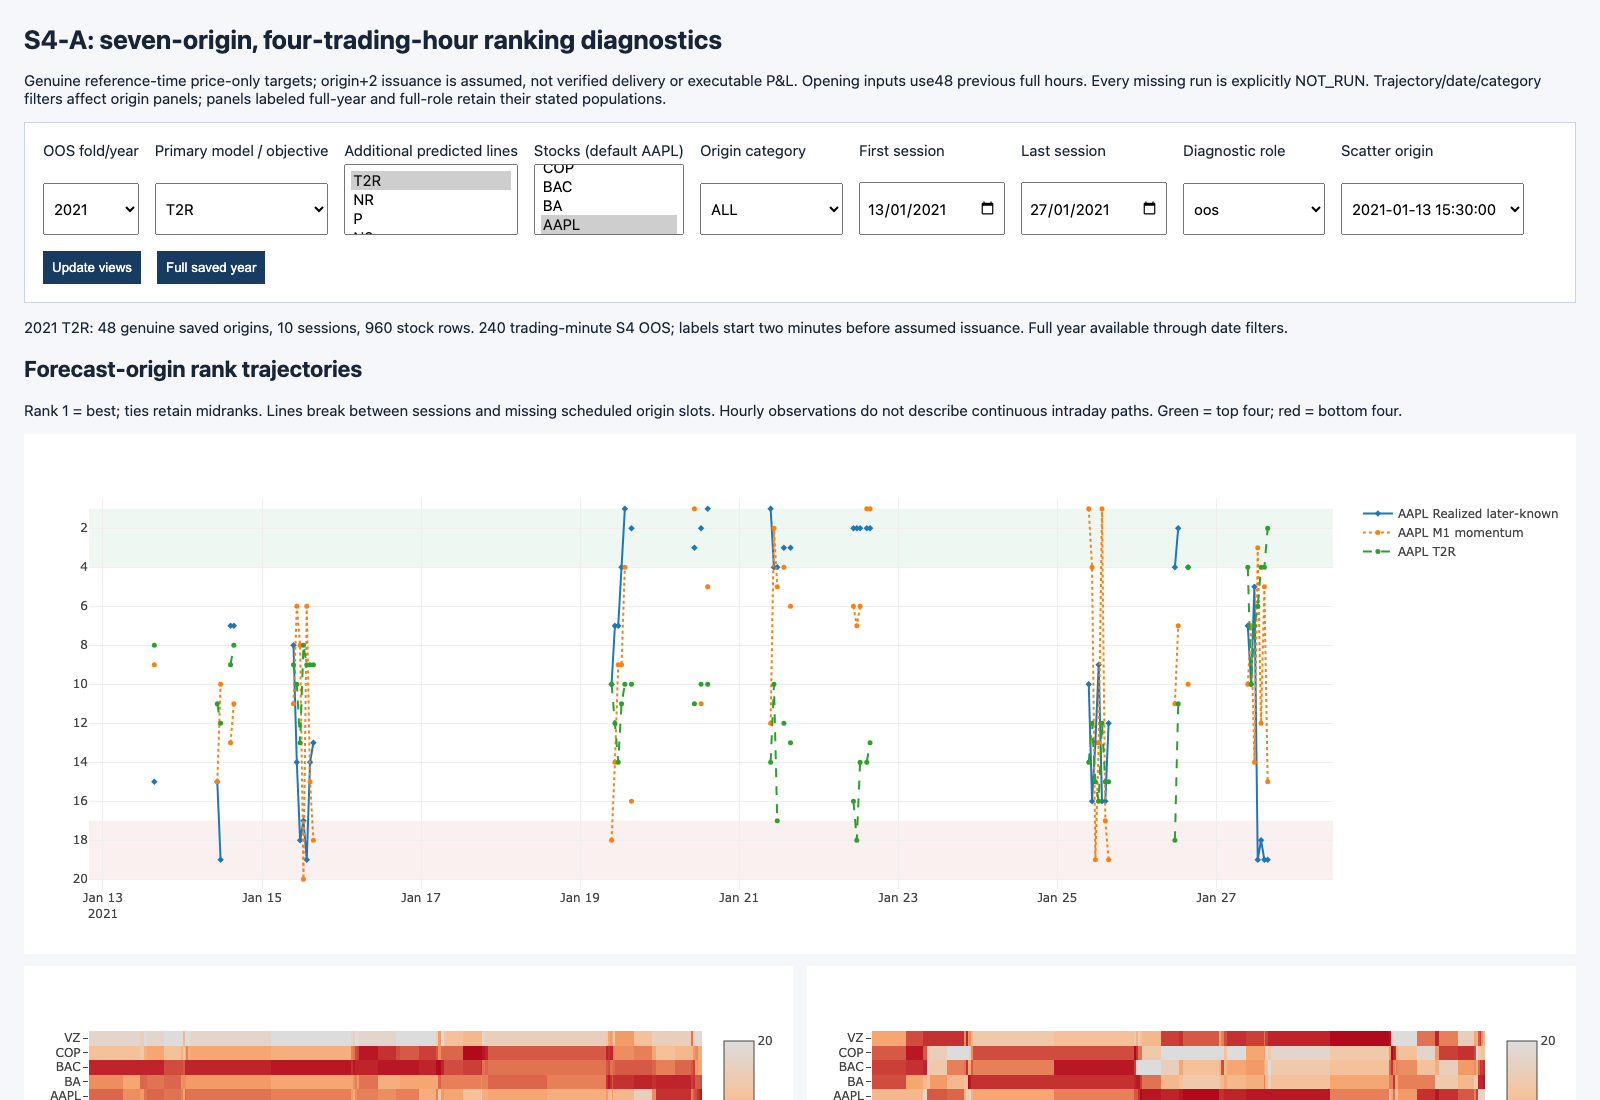 S4-A: seven-origin, four-trading-hour ranking diagnostics
Genuine reference-time price-only targets; origin+2 issuance is assumed, not verified delivery or executable P&L. Opening inputs use48 previous full hours. Every missing run is explicitly NOT_RUN. Trajectory/date/category
filters affect origin panels; panels labeled full-year and full-role retain their stated populations.
OOS fold/year Primary model / objective Additional predicted lines Stocks (default AAPL) Origin category First session Last session Diagnostic role Scatter origin
2021 T2R ALL 13/01/2021 27/01/2021 oos 2021-01-13 15:30:00
T2R
NR
P
COP
BAC
BA
AAPL
Update views Full saved year
2021 T2R: 48 genuine saved origins, 10 sessions, 960 stock rows. 240 trading-minute S4 OOS; labels start two minutes before assumed issuance. Full year available through date filters.
Forecast-origin rank trajectories
Rank 1 = best; ties retain midranks. Lines break between sessions and missing scheduled origin slots. Hourly observations do not describe continuous intraday paths. Green = top four; red = bottom four.
2
4
6
8
10
12
14
16
18
20
Jan 13 Jan 15 Jan 17 Jan 19 Jan 21 Jan 23 Jan 25 Jan 27
2021
AAPL Realized later-known
AAPL M1 momentum
AAPL T2R
VZ
COP
BAC
BA
AAPL
20
VZ
COP
BAC
BA
AAPL
20